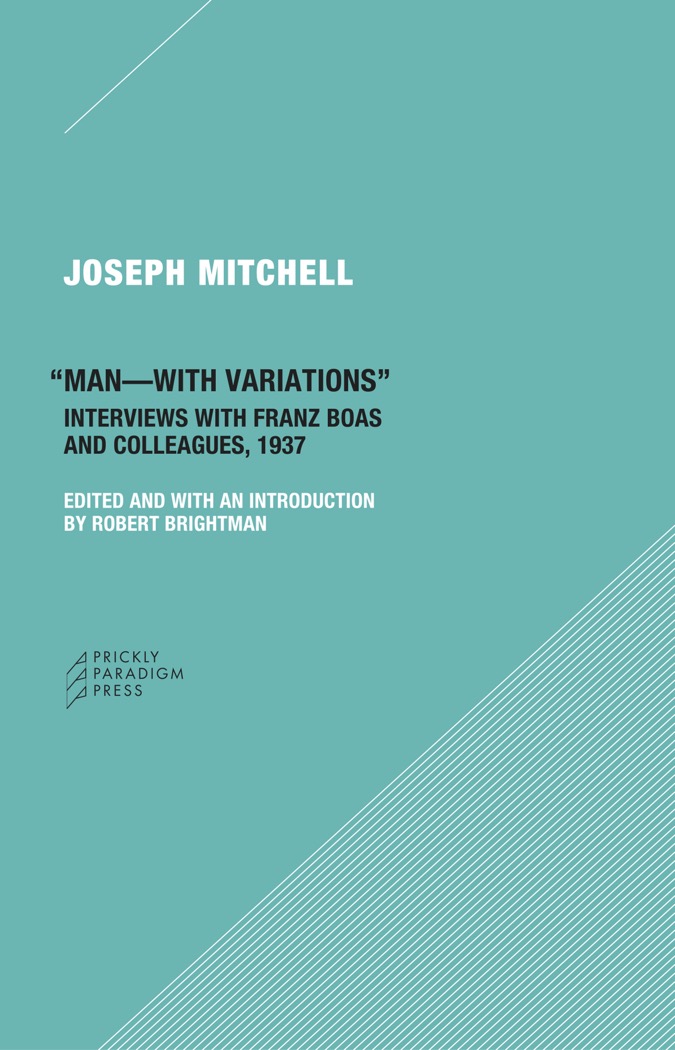 JOSEPH MITCHELL
“MAN—WITH VARIATIONS”
INTERVIEWS WITH FRANZ BOAS
AND COLLEAGUES, 1937
EDITED AND WITH AN INTRODUCTION
BY ROBERT BRIGHTMAN
PRICKLY
PARADIGM
PRESS